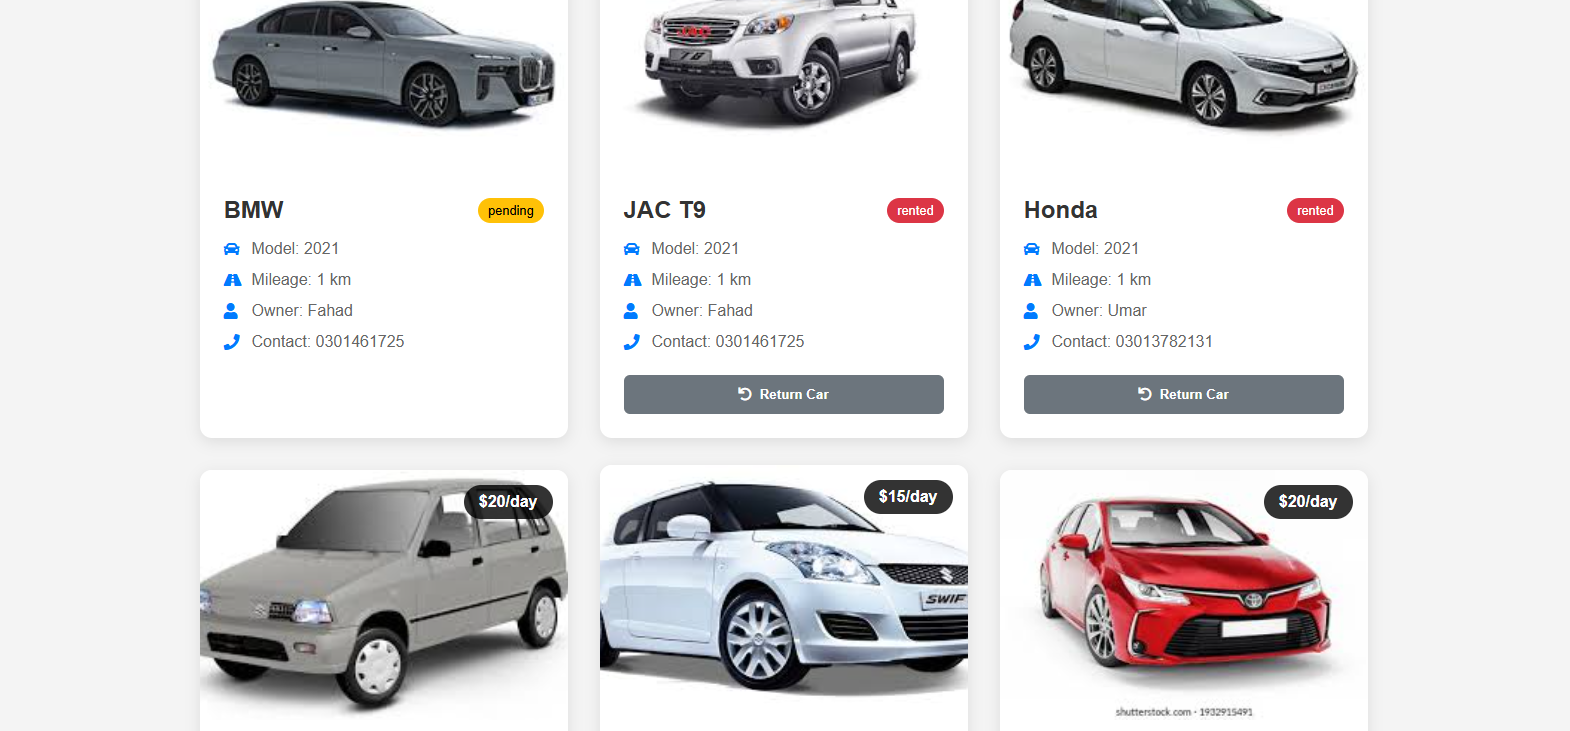 JAC
T8
BMW
pending
Model: 2021
Mileage: 1 km
Owner: Fahad
Contact: 0301461725
JAC T9
rented
Model: 2021
Mileage: 1 km
Owner: Fahad
Contact: 0301461725
Return Car
Honda
rented
Model: 2021
Mileage: 1 km
Owner: Umar
Contact: 03013782131
Return Car
$20/day
$15/day
SWIF
$20/day
shutterstock.com • 1932915491